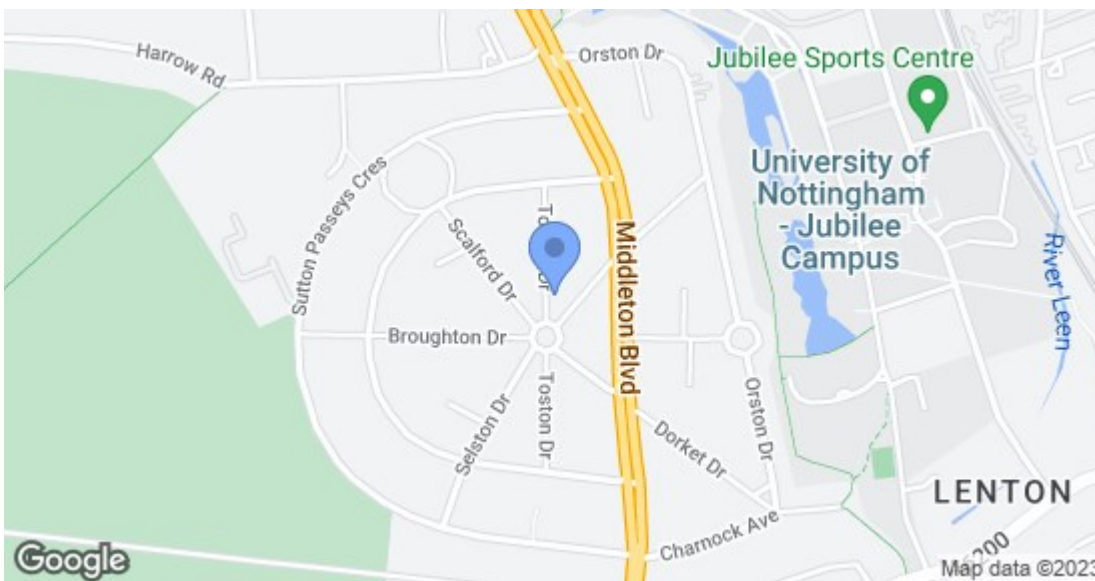 Harrow Rd
Orston Dr
Jubilee Sports Centre
University of
Nottingham
- Jubilee
Campus
Sutton Passeys Cres
Scalford Dr
To
Dr
Middleton Blvd
River Leen
Broughton Dr
Toston Dr
Selston Dr
Orston Dr
Dorket Dr
LENTON
Charnock Ave
Google
Map data ©2023